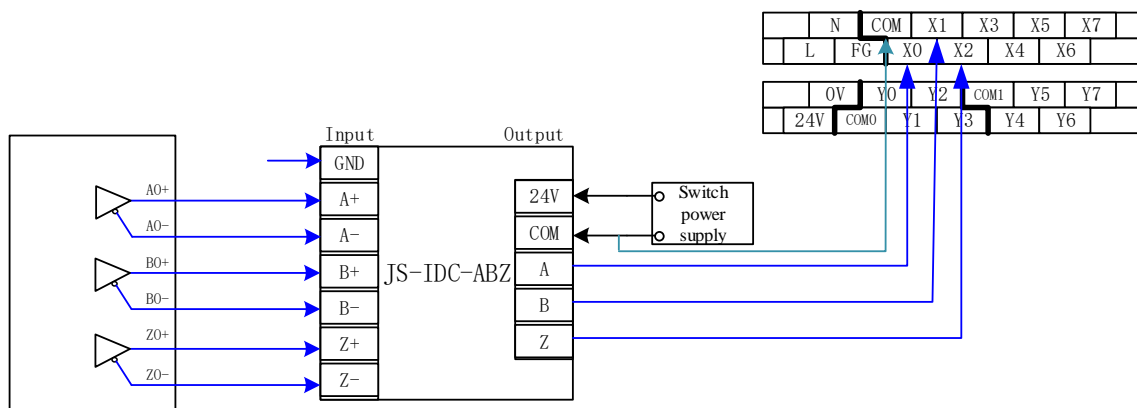 N COM X1 X3 X5 X7
L FG X0 X2 X4 X6
0V Y0 Y2 COM1 Y5 Y7
24V COM0 Y1 Y3 Y4 Y6
Input Output
GND
A0+ A+
A0- A-
B0+ B+
B0- B-
Z0+ Z+
Z0- Z-
JS-IDC-ABZ
24V
COM
A
B
Z
Switch
power
supply